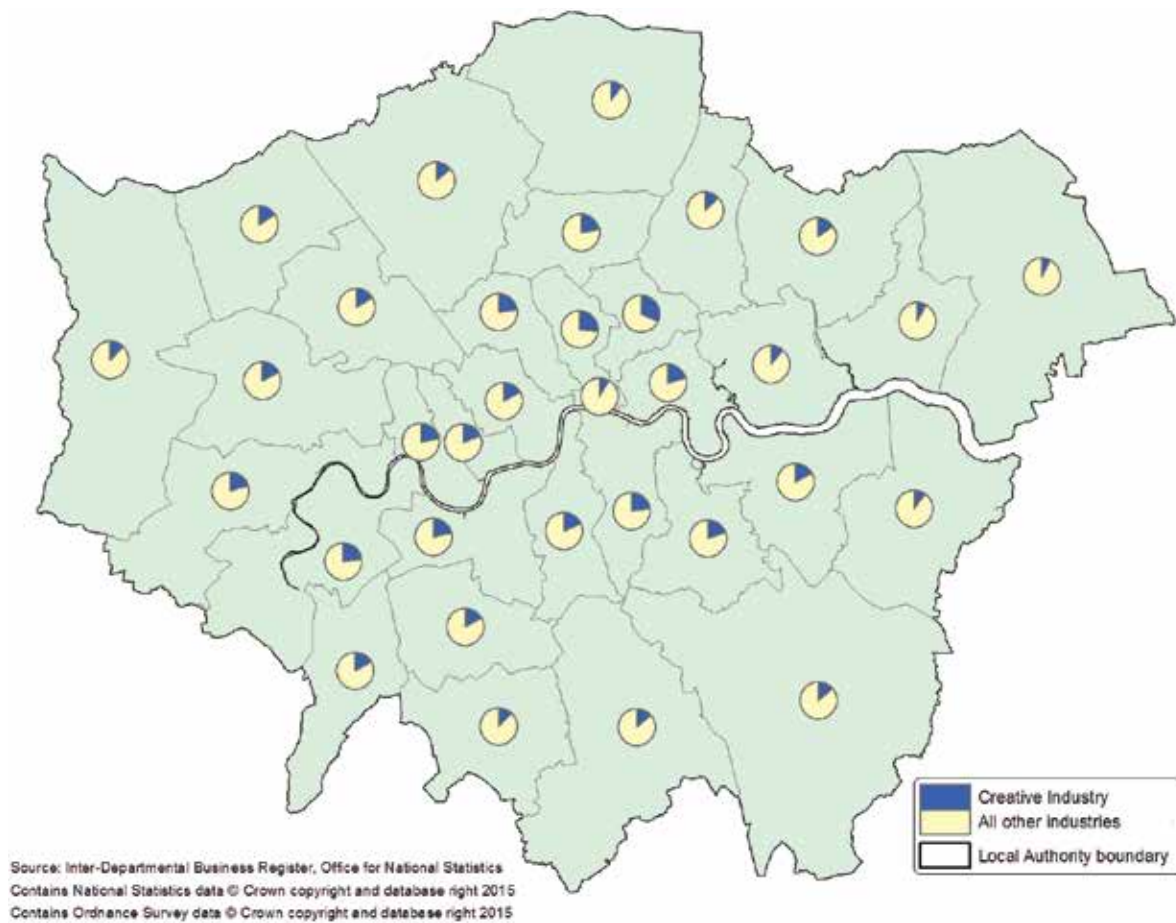 Creative Industry
All other industries
Local Authority boundary
Source: Inter-Departmental Business Register, Office for National Statistics
Contains National Statistics data © Crown copyright and database right 2015
Contains Ordnance Survey data © Crown copyright and database right 2015